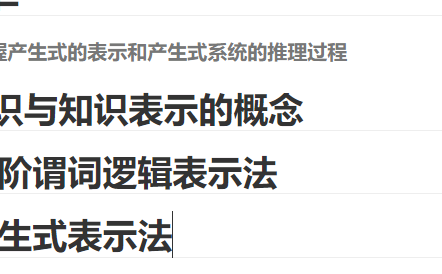 产生式的表示和产生式系统的推理过程
识与知识表示的概念
阶谓词逻辑表示法
生式表示法